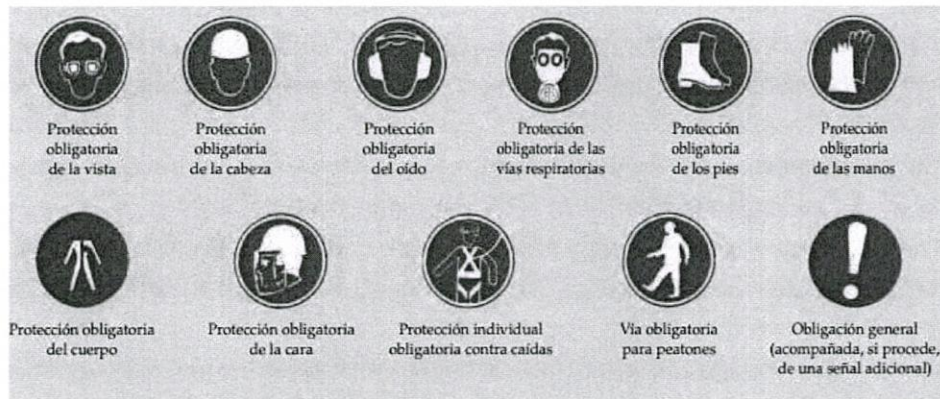 Protección
obligatoria
de la vista
Protección
obligatoria
de la cabeza
Protección
obligatoria
del oído
Protección
obligatoria de las
vías respiratorias
Protección
obligatoria
de los pies
Protección
obligatoria
de las manos
Protección obligatoria
del cuerpo
Protección obligatoria
de la cara
Protección individual
obligatoria contra caídas
Vía obligatoria
para peatones
Obligación general
(acompañada, si procede,
de una señal adicional)